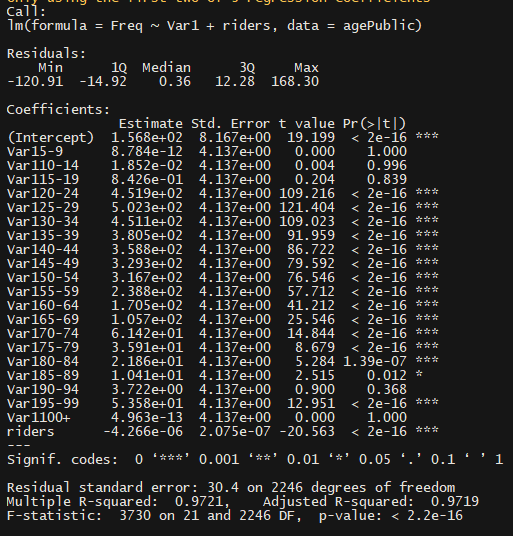 only using the first two of 3 regression coefficients
Call:
lm(formula = Freq ~ Var1 + riders, data = agePublic)

Residuals:
    Min      1Q  Median      3Q     Max
-120.91  -14.92    0.36   12.28  168.30

Coefficients:
              Estimate Std. Error t value Pr(>|t|)
(Intercept)  1.568e+02  8.167e+00  19.199  < 2e-16 ***
Var15-9      8.784e-12  4.137e+00   0.000    1.000
Var110-14    1.852e-02  4.137e+00   0.004    0.996
Var115-19    8.426e-01  4.137e+00   0.204    0.839
Var120-24    4.519e+02  4.137e+00 109.216  < 2e-16 ***
Var125-29    5.023e+02  4.137e+00 121.404  < 2e-16 ***
Var130-34    4.511e+02  4.137e+00 109.023  < 2e-16 ***
Var135-39    3.805e+02  4.137e+00  91.959  < 2e-16 ***
Var140-44    3.588e+02  4.137e+00  86.722  < 2e-16 ***
Var145-49    3.293e+02  4.137e+00  79.592  < 2e-16 ***
Var150-54    3.167e+02  4.137e+00  76.546  < 2e-16 ***
Var155-59    2.388e+02  4.137e+00  57.712  < 2e-16 ***
Var160-64    1.705e+02  4.137e+00  41.212  < 2e-16 ***
Var165-69    1.057e+02  4.137e+00  25.546  < 2e-16 ***
Var170-74    6.142e+01  4.137e+00  14.844  < 2e-16 ***
Var175-79    3.591e+01  4.137e+00   8.679  < 2e-16 ***
Var180-84    2.186e+01  4.137e+00   5.284 1.39e-07 ***
Var185-89    1.041e+01  4.137e+00   2.515    0.012 *
Var190-94    3.722e+00  4.137e+00   0.900    0.368
Var195-99    5.358e+01  4.137e+00  12.951  < 2e-16 ***
Var1100+     4.963e-13  4.137e+00   0.000    1.000
riders      -4.266e-06  2.075e-07 -20.563  < 2e-16 ***
---
Signif. codes:  0 ‘***’ 0.001 ‘**’ 0.01 ‘*’ 0.05 ‘.’ 0.1 ‘ ’ 1

Residual standard error: 30.4 on 2246 degrees of freedom
Multiple R-squared:  0.9721,    Adjusted R-squared:  0.9719
F-statistic:  3730 on 21 and 2246 DF,  p-value: < 2.2e-16